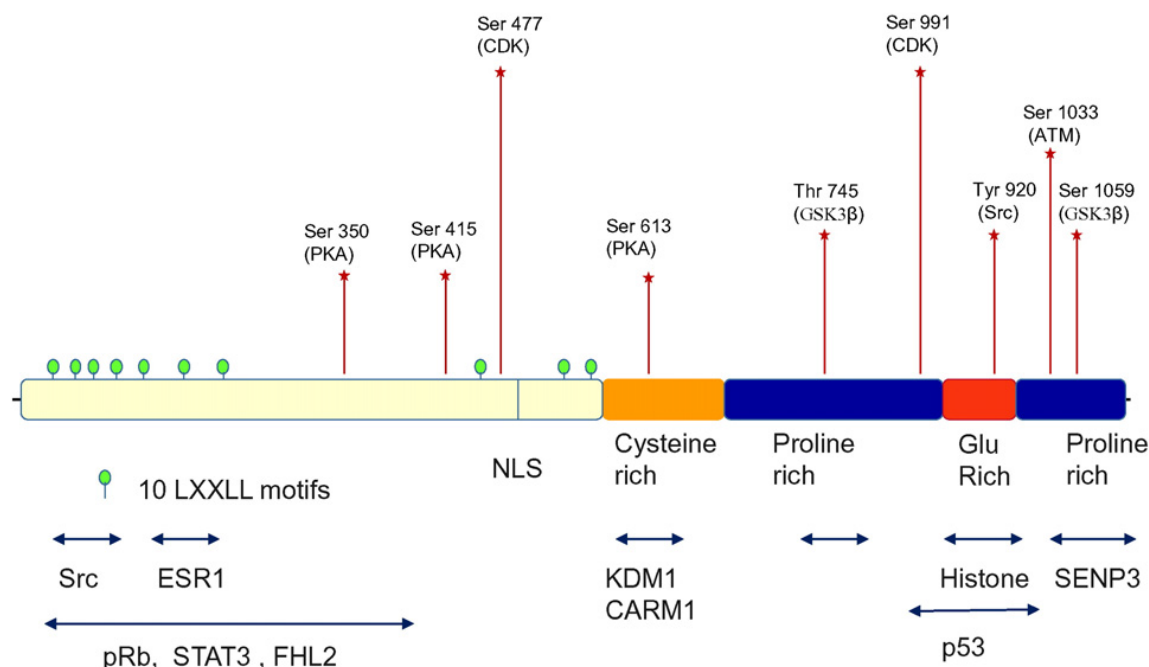 Ser 477
(CDK)
Ser 991
(CDK)
Ser 1033
(ATM)
Thr 745
(GSK3β)
Tyr 920
(Src)
Ser 1059
(GSK3β)
Ser 350
(PKA)
Ser 415
(PKA)
Ser 613
(PKA)
NLS
Cysteine
rich
Proline
rich
Glu
Rich
Proline
rich
10 LXXLL motifs
Src
ESR1
KDM1
CARM1
Histone
SENP3
pRb, STAT3 , FHL2
p53